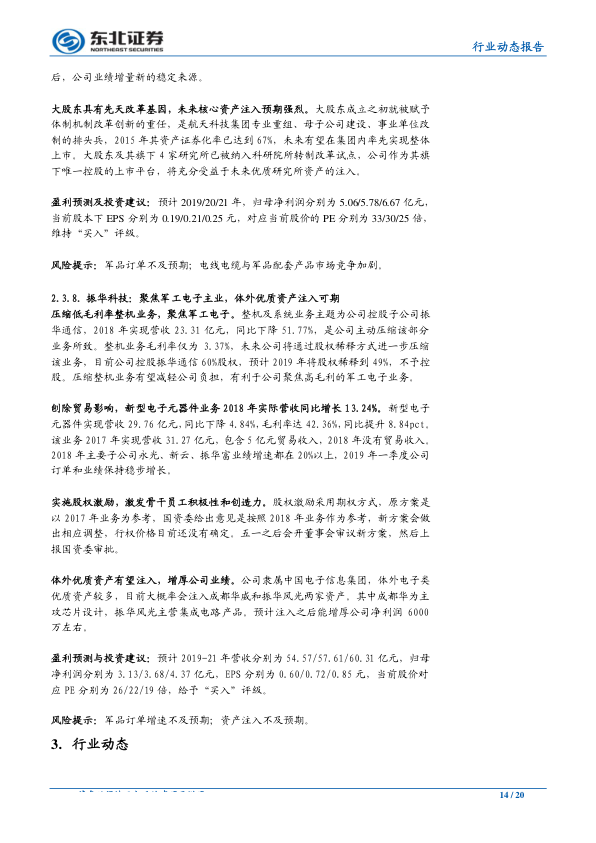 东北证券
NORTHEAST SECURITIES
行业动态报告
后，公司业绩增量新的稳定来源。
大股东具有先天改革基因，未来核心资产注入预期强烈。大股东成立之初就被赋予
体制机制改革创新的重任，是航天科技集团专业重组、母子公司建设、事业单位改
制的排头兵，2015 年其资产证券化率已达到 67%，未来有望在集团内率先实现整体
上市。大股东及其旗下 4 家研究所已被纳入科研院所转制改革试点，公司作为其旗
下唯一控股的上市平台，将充分受益于未来优质研究所资产的注入。
盈利预测及投资建议：预计 2019/20/21 年，归母净利润分别为 5.06/5.78/6.67 亿元，
当前股本下 EPS 分别为 0.19/0.21/0.25 元，对应当前股价的 PE 分别为 33/30/25 倍，
维持“买入”评级。
风险提示：军品订单不及预期；电线电缆与军品配套产品市场竞争加剧。
2.3.8. 振华科技：聚焦军工电子主业，体外优质资产注入可期
压缩低毛利率整机业务，聚焦军工电子。整机及系统业务主题为公司控股子公司振
华通信，2018 年实现营收 23.31 亿元，同比下降 51.77%，是公司主动压缩该部分
业务所致。整机业务毛利率仅为 3.37%，未来公司将通过股权稀释方式进一步压缩
该业务，目前公司控股振华通信 60%股权，预计 2019 年将股权稀释到 49%，不予控
股。压缩整机业务有望减轻公司负担，有利于公司聚焦高毛利的军工电子业务。
刨除贸易影响，新型电子元器件业务 2018 年实际营收同比增长 13.24%。新型电子
元器件实现营收 29.76 亿元，同比下降 4.84%，毛利率达 42.36%，同比提升 8.84pct。
该业务 2017 年实现营收 31.27 亿元，包含 5 亿元贸易收入，2018 年没有贸易收入。
2018 年主要子公司永光、新云、振华富业绩增速都在 20%以上，2019 年一季度公司
订单和业绩保持稳步增长。
实施股权激励，激发骨干员工积极性和创造力。股权激励采用期权方式，原方案是
以 2017 年业务为参考，国资委给出意见是按照 2018 年业务作为参考，新方案会做
出相应调整，行权价格目前还没有确定。五一之后会开董事会审议新方案，然后上
报国资委审批。
体外优质资产有望注入，增厚公司业绩。公司隶属中国电子信息集团，体外电子类
优质资产较多，目前大概率会注入成都华咸和振华风光两家资产。其中成都华为主
攻芯片设计，振华风光主营集成电路产品。预计注入之后能增厚公司净利润 6000
万左右。
盈利预测与投资建议：预计 2019-21 年营收分别为 54.57/57.61/60.31 亿元，归母
净利润分别为 3.13/3.68/4.37 亿元，EPS 分别为 0.60/0.72/0.85 元，当前股价对
应 PE 分别为 26/22/19 倍，给予“买入”评级。
风险提示：军品订单增速不及预期；资产注入不及预期。
3. 行业动态
14 / 20